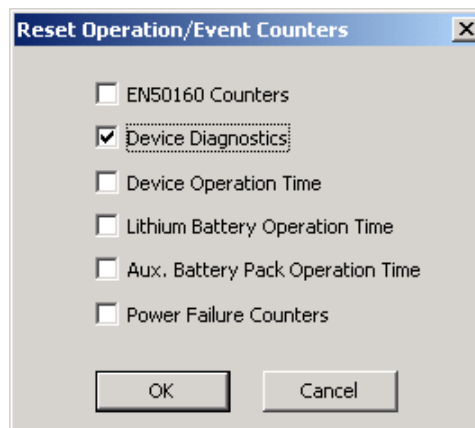 Reset Operation/Event Counters
EN50160 Counters
Device Diagnostics
Device Operation Time
Lithium Battery Operation Time
Aux. Battery Pack Operation Time
Power Failure Counters
OK Cancel